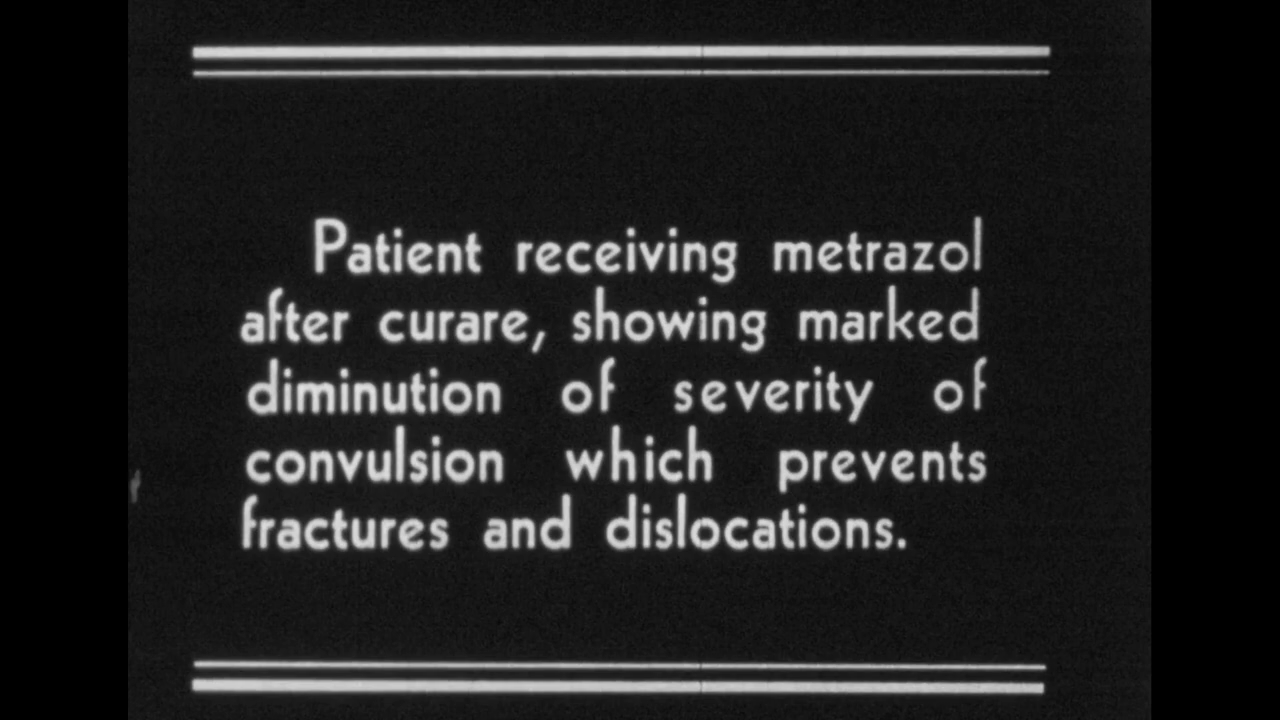 Patient receiving metrazol
after curare, showing marked
diminution of severity of
convulsion which prevents
fractures and dislocations.